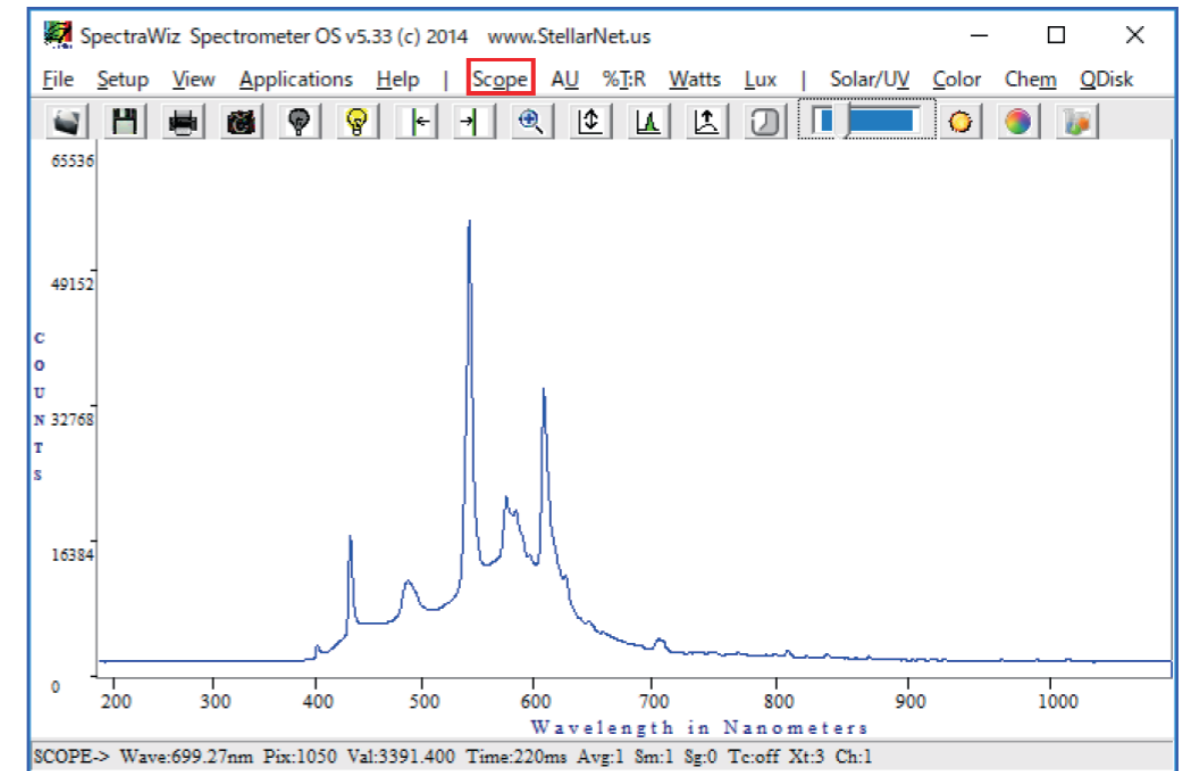 SpectraWiz Spectrometer OS v5.33 (c) 2014 www.StellarNet.us
File Setup View Applications Help | Scope AU %T:R Watts Lux | Solar/UV Color Chem QDisk
65536
49152
32768
16384
0
COUNTS
200 300 400 500 600 700 800 900 1000
Wavelength in Nanometers
SCOPE-> Wave:699.27nm Pix:1050 Val:3391.400 Time:220ms Avg:1 Sm:1 Sg:0 Tc:off Xt:3 Ch:1